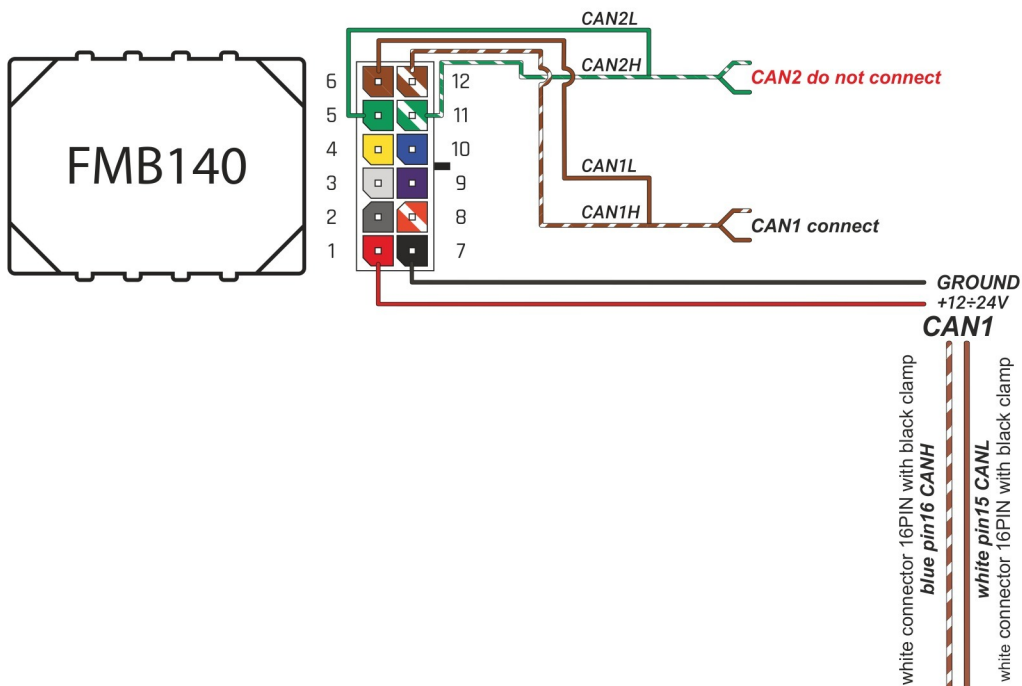 CAN2L
CAN2H
CAN2 do not connect
FMB140
6
12
5
11
4
10
3
9
2
8
1
7
CAN1L
CAN1H
CAN1 connect
GROUND
+12÷24V
CAN1
white connector 16PIN with black clamp
blue pin16 CANH
white pin15 CANL
white connector 16PIN with black clamp